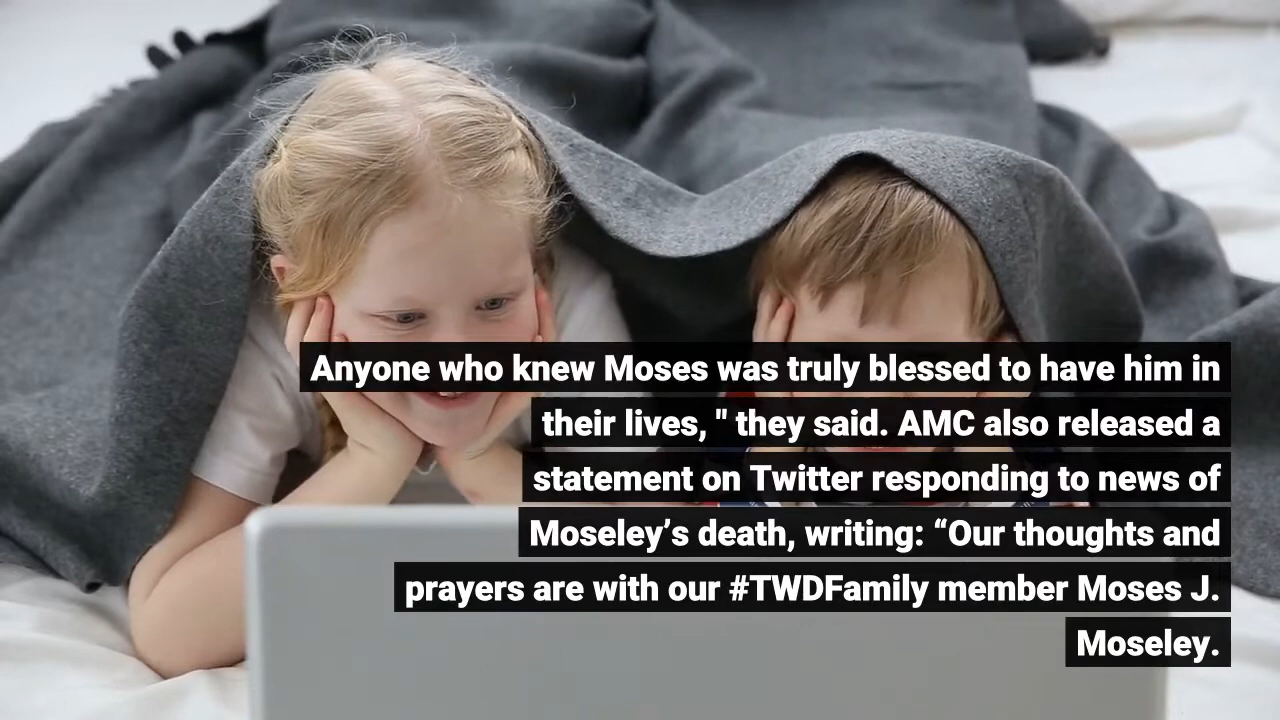 Anyone who knew Moses was truly blessed to have him in
their lives, " they said. AMC also released a
statement on Twitter responding to news of
Moseley’s death, writing: “Our thoughts and
prayers are with our #TWDFamily member Moses J.
Moseley.